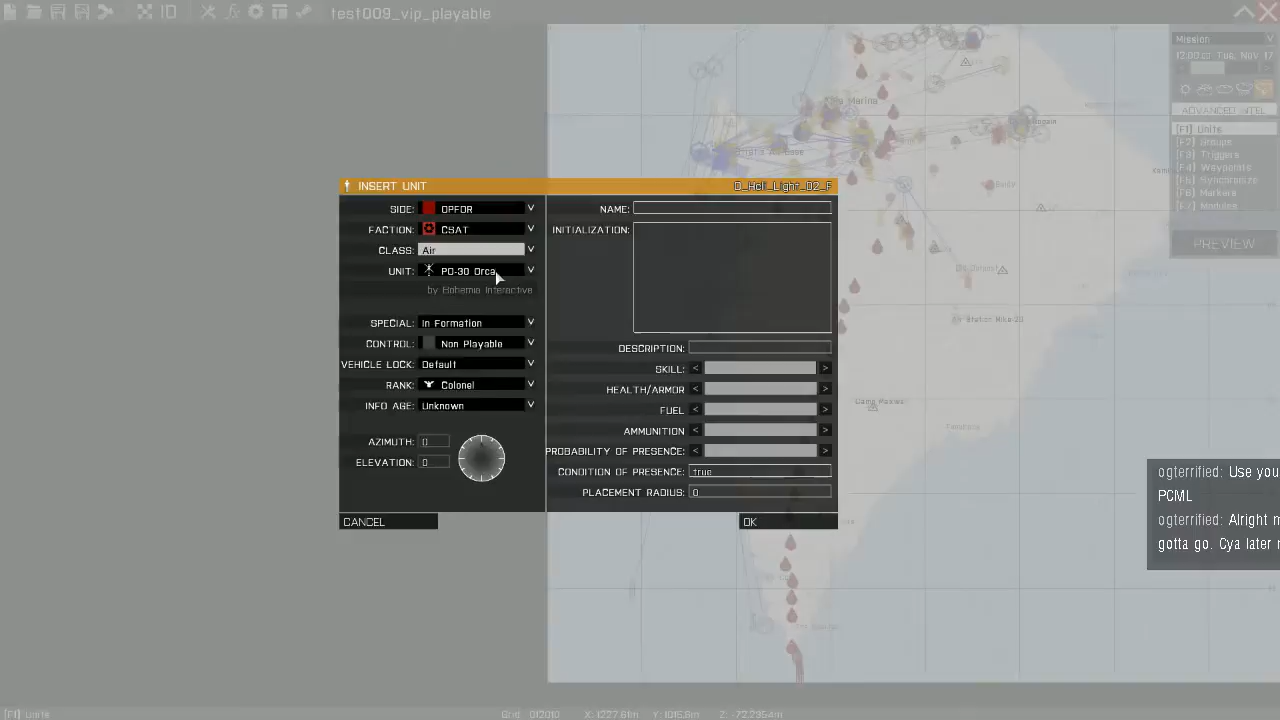 test009_vip_playable
Mission
INSERT UNIT
O_Heli_Light_02_F
SIDE: OPFOR
FACTION: CSAT
CLASS: Air
UNIT: PO-30 Orca
by Bohemia Interactive
SPECIAL: In Formation
CONTROL: Non Playable
VEHICLE LOCK: Default
RANK: Colonel
INFO AGE: Unknown
AZIMUTH: 0
ELEVATION: 0
NAME:
INITIALIZATION:
DESCRIPTION:
SKILL:
HEALTH/ARMOR
FUEL
AMMUNITION
PROBABILITY OF PRESENCE:
CONDITION OF PRESENCE: true
PLACEMENT RADIUS: 0
CANCEL
OK
ADVANCED INTEL
[F1] Units
[F2] Groups
[F3] Triggers
[F4] Waypoints
[F5] Synchronize
[F6] Markers
[F7] Modules
PREVIEW
ogterrified: Use you
PCML
ogterrified: Alright m
gotta go. Cya later
[F1] Units